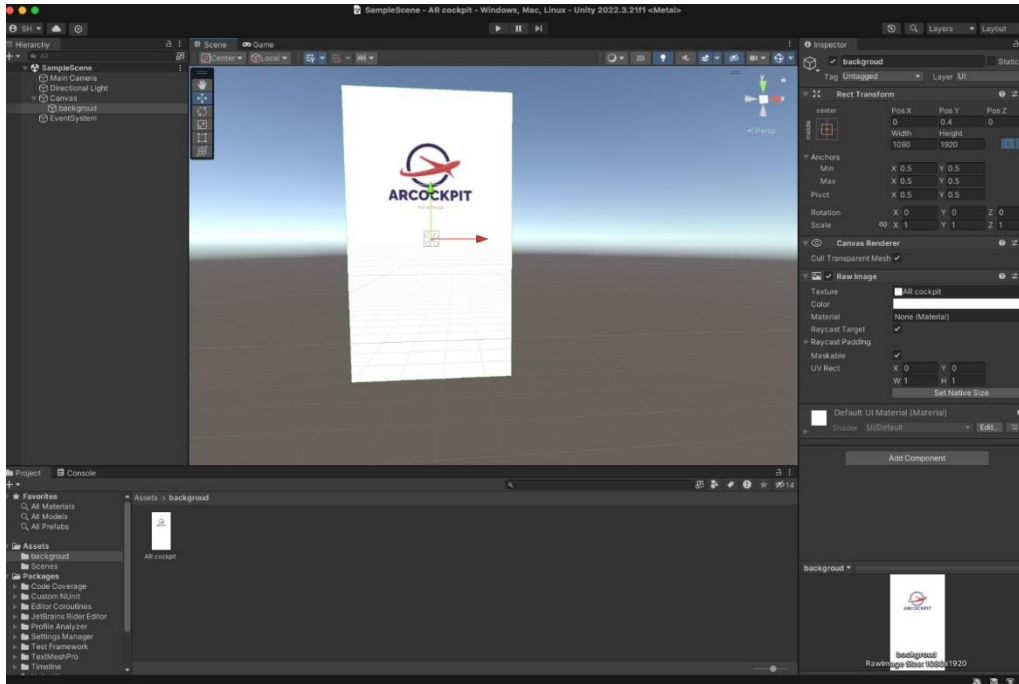 SampleScene - AR cockpit - Windows, Mac, Linux - Unity 2022.3.21f1 <Metal>
SH
Layers
Layout
Hierarchy
All
SampleScene
Main Camera
Directional Light
Canvas
backgroud
EventSystem
Scene
Game
Center
Local
2D
Persp
y
ARCOCKPIT
Inspector
backgroud
Static
Tag Untagged
Layer UI
Rect Transform
center
middle
Pos X Pos Y Pos Z
0 0.4 0
Width Height
1080 1920
Anchors
Min X 0.5 Y 0.5
Max X 0.5 Y 0.5
Pivot X 0.5 Y 0.5
Rotation X 0 Y 0 Z 0
Scale X 1 Y 1 Z 1
Canvas Renderer
Cull Transparent Mesh
Raw Image
Texture AR cockpit
Color
Material None (Material)
Raycast Target
Raycast Padding
Maskable
UV Rect X 0 Y 0
W 1 H 1
Set Native Size
Default UI Material (Material)
Shader UI/Default Edit...
Add Component
Project
Console
14
Favorites
All Materials
All Models
All Prefabs
Assets
backgroud
Scenes
Packages
Code Coverage
Custom NUnit
Editor Coroutines
JetBrains Rider Editor
Profile Analyzer
Settings Manager
Test Framework
TextMeshPro
Timeline
Assets > backgroud
AR cockpit
backgroud
ARCOCKPIT
backgroud
RawImage Size: 1080x1920